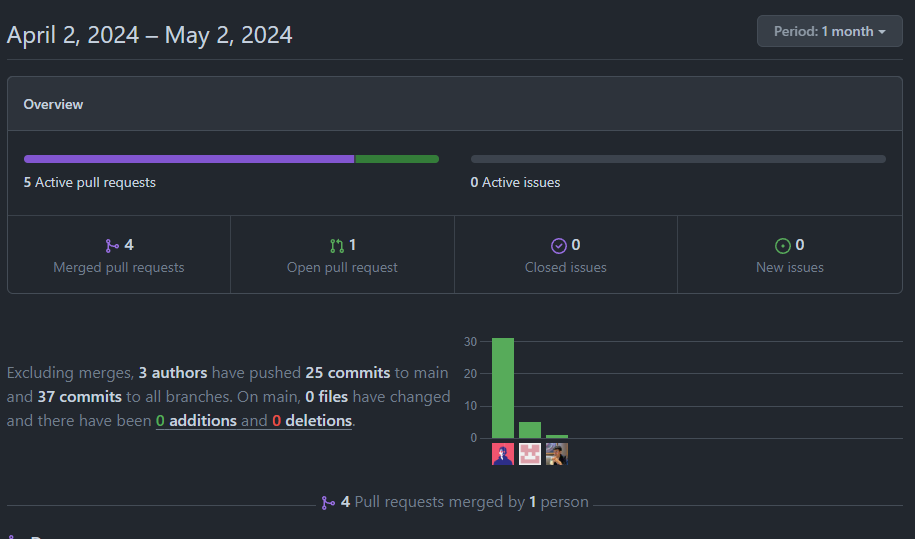 April 2, 2024 – May 2, 2024
Period: 1 month
Overview
5 Active pull requests
0 Active issues
4
Merged pull requests
1
Open pull request
0
Closed issues
0
New issues
Excluding merges, 3 authors have pushed 25 commits to main
and 37 commits to all branches. On main, 0 files have changed
and there have been 0 additions and 0 deletions.
30
20
10
0
4 Pull requests merged by 1 person